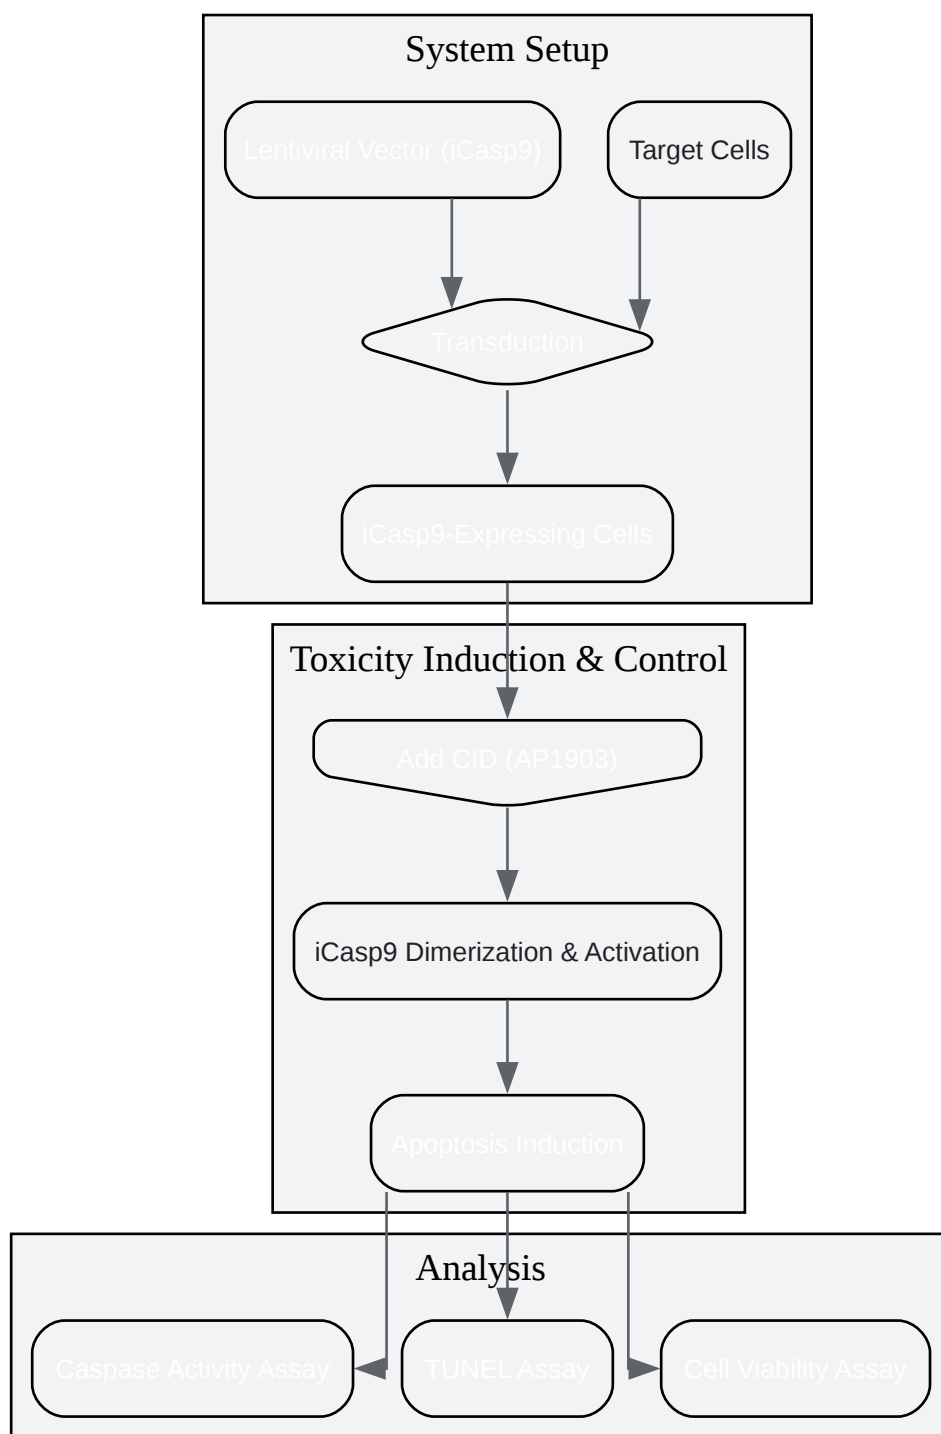 System Setup
Lentiviral Vector (iCasp9)
Target Cells
Transduction
iCasp9-Expressing Cells
Toxicity Induction & Control
Add CID (AP1903)
iCasp9 Dimerization & Activation
Apoptosis Induction
Analysis
Caspase Activity Assay
TUNEL Assay
Cell Viability Assay